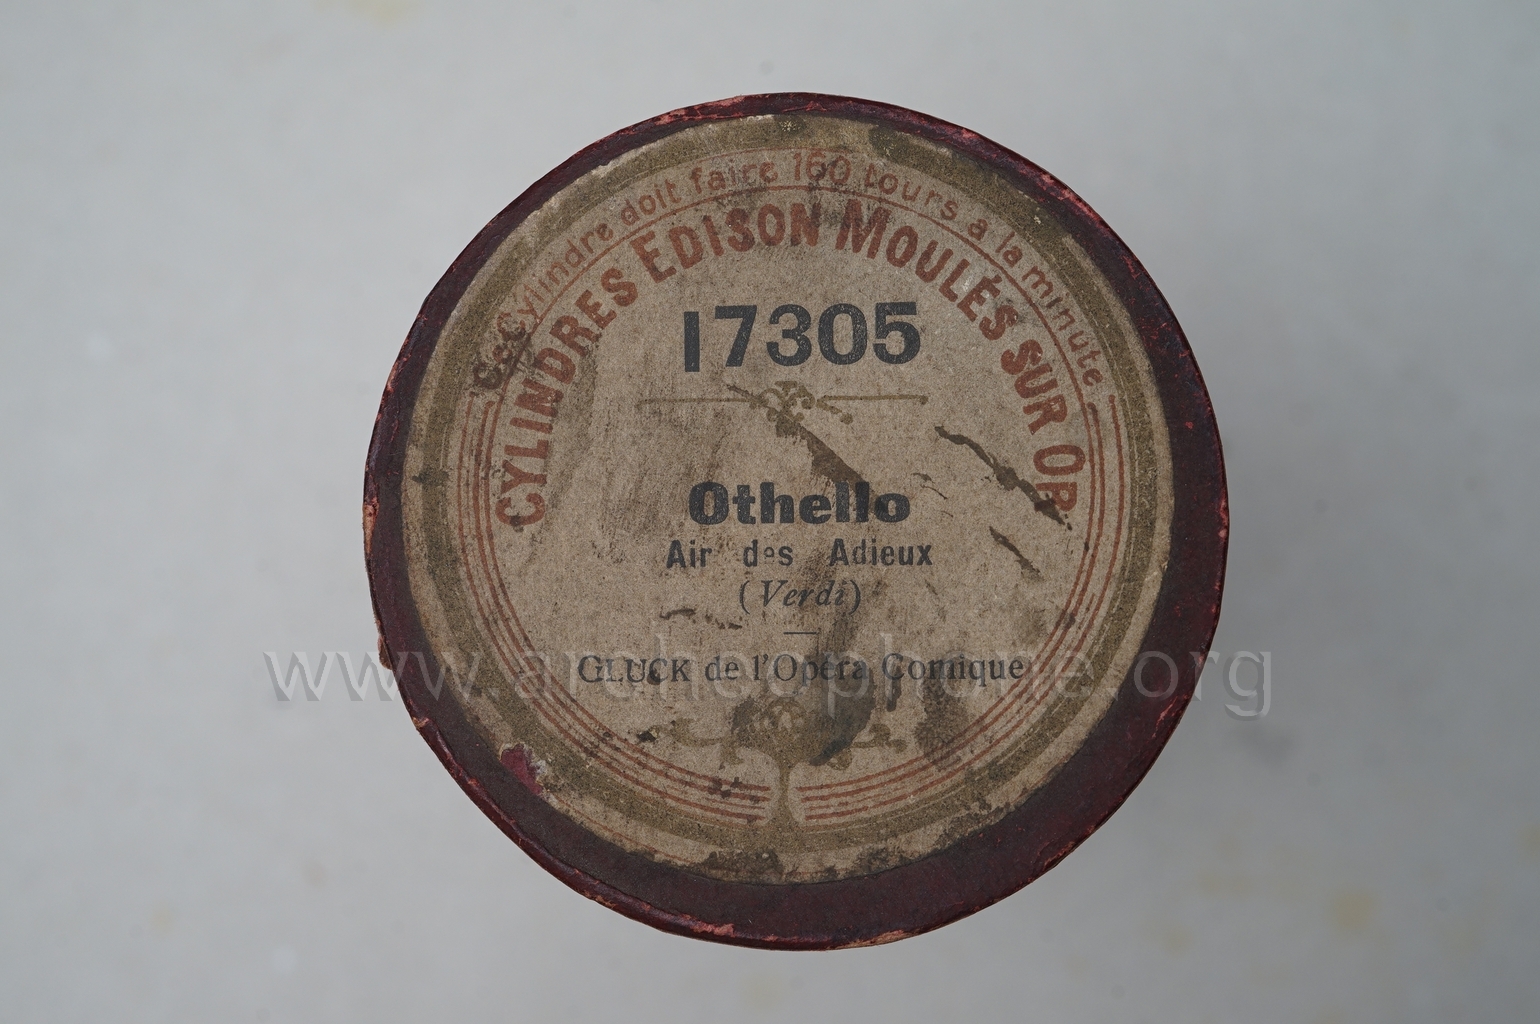 Ce Cylindre doit faire 160 tours à la minute
CYLINDRES EDISON MOULÉS SUR OR
17305
Othello
Air des Adieux
(Verdi)
GLUCK de l'Opéra Comique
www.archeophone.org